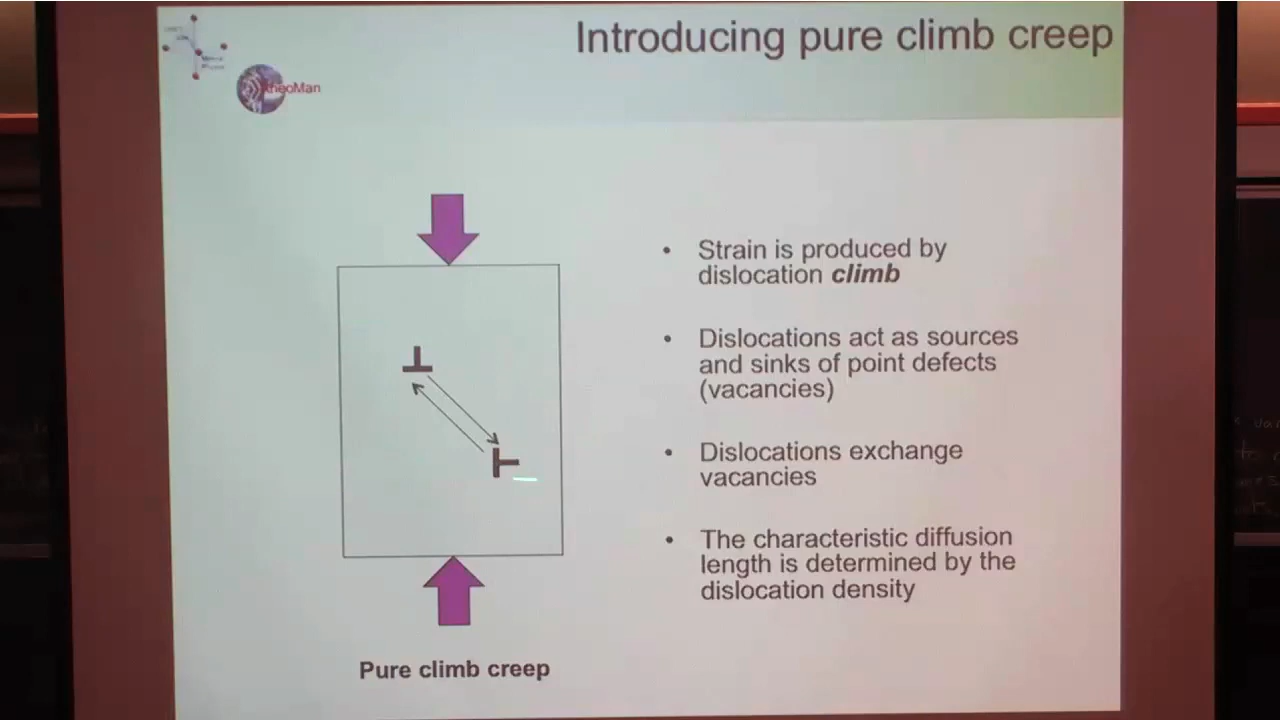 Introducing pure climb creep
RheoMan
• Strain is produced by
dislocation climb
• Dislocations act as sources
and sinks of point defects
(vacancies)
• Dislocations exchange
vacancies
• The characteristic diffusion
length is determined by the
dislocation density
Pure climb creep